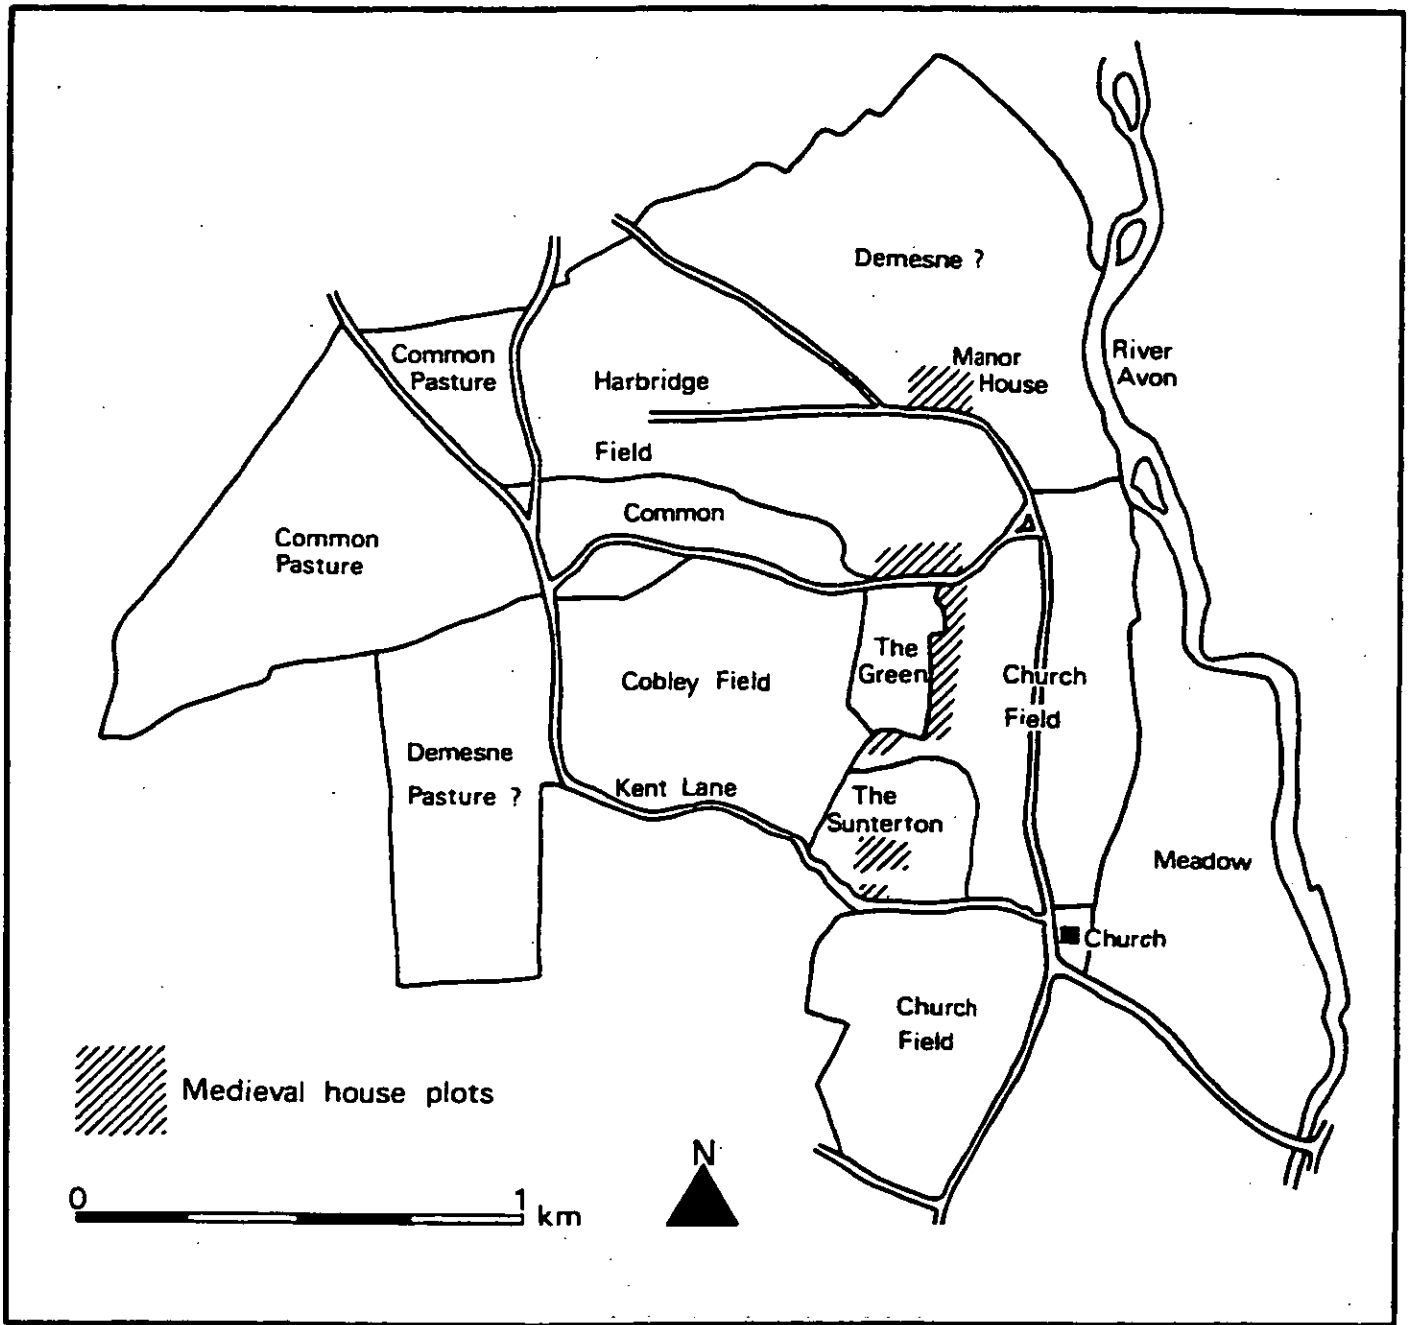 Demesne ?
Common
Pasture
Harbridge
Manor
House
River
Avon
Field
Common
Common
Pasture
The
Green
Cobley Field
Church
Field
Demesne
Pasture ?
Kent Lane
The
Sunterton
Meadow
Church
Church
Field
Medieval house plots
N
0
1
km